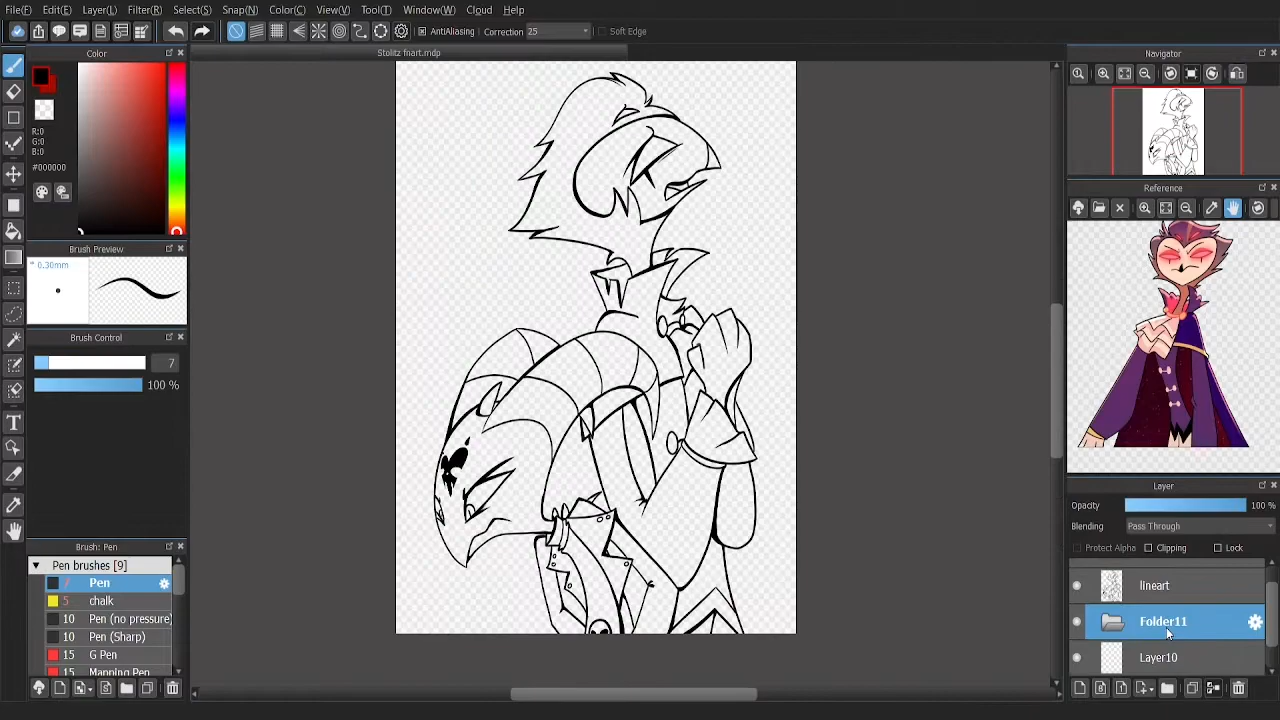 File(F) Edit(E) Layer(L) Filter(R) Select(S) Snap(N) Color(C) View(V) Tool(T) Window(W) Cloud Help
AntiAliasing Correction 25 Soft Edge
Color
Stolitz fnart.mdp
Navigator
R:0
G:0
B:0
#000000
Reference
Brush Preview
0.30mm
Brush Control
7
100 %
Layer
Opacity 100 %
Blending Pass Through
Protect Alpha Clipping Lock
lineart
Folder11
Layer10
Brush: Pen
Pen brushes [9]
Pen
5 chalk
10 Pen (no pressure)
10 Pen (Sharp)
15 G Pen
15 Mapping Pen
T